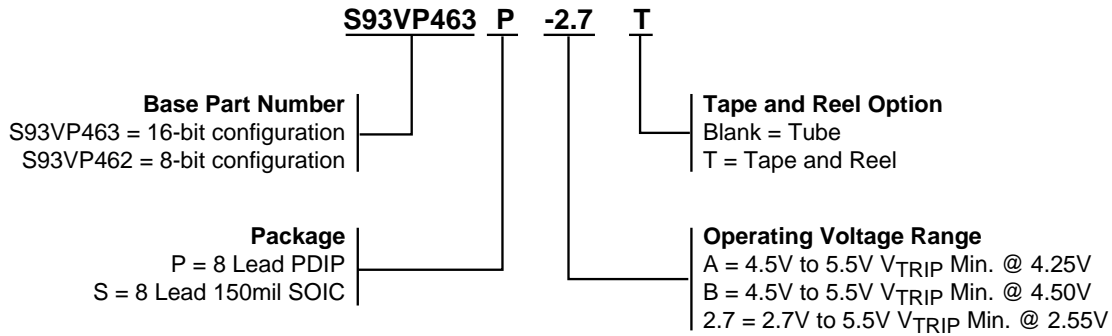 S93VP463 P -2.7 T
Base Part Number
S93VP463 = 16-bit configuration
S93VP462 = 8-bit configuration
Tape and Reel Option
Blank = Tube
T = Tape and Reel
Package
P = 8 Lead PDIP
S = 8 Lead 150mil SOIC
Operating Voltage Range
A = 4.5V to 5.5V VTRIP Min. @ 4.25V
B = 4.5V to 5.5V VTRIP Min. @ 4.50V
2.7 = 2.7V to 5.5V VTRIP Min. @ 2.55V